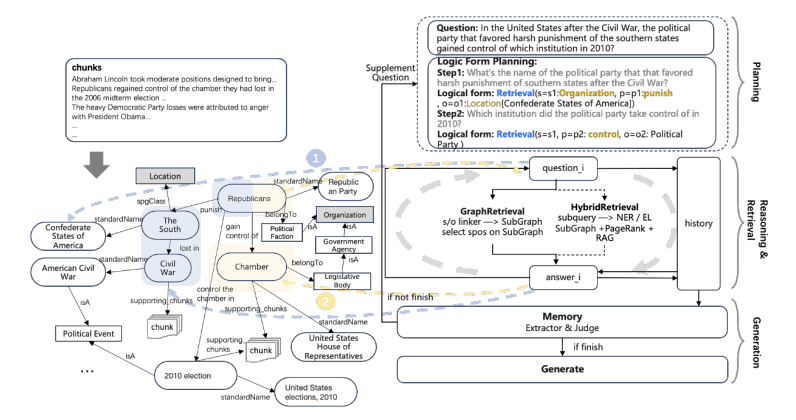 chunks
Abraham Lincoln took moderate positions designed to bring...
Republicans regained control of the chamber they had lost in
the 2006 midterm election ...
The heavy Democratic Party losses were attributed to anger
with President Obama...
...
...
Supplement
Question
Question: In the United States after the Civil War, the political
party that favored harsh punishment of the southern states
gained control of which institution in 2010?
Logic Form Planning:
Step1: What's the name of the political party that that favored
harsh punishment of southern states after the Civil War?
Logical form: Retrieval(s=s1:Organization, p=p1:punish
, o=o1:Location[Confederate States of America])
Step2: Which institution did the political party take control of in
2010?
Logical form: Retrieval(s=s1, p=p2: control, o=o2: Political
Party )
Planning
1
Location
spgClass
standardName
The
South
Confederate
States of
America
lost in
standardName
Civil
War
American Civil
War
isA
Political Event
...
supporting_chunks
chunk
punish
Republicans
standardName
Republic
an Party
belongTo
Political
Faction
isA
Organization
isA
Government
Agency
isA
Legislative
Body
gain
control of
Chamber
belongTo
2
control the
chamber in
supporting_chunks
standardName
United States
House of
Representatives
supporting_
chunks
chunk
isA
2010 election
standardName
United States
elections, 2010
question_i
GraphRetrieval
s/o linker —> SubGraph
select spos on SubGraph
HybridRetrieval
subquery —> NER / EL
SubGraph +PageRank +
RAG
history
answer_i
Reasoning &
Retrieval
if not finish
Memory
Extractor & Judge
if finish
Generate
Generation